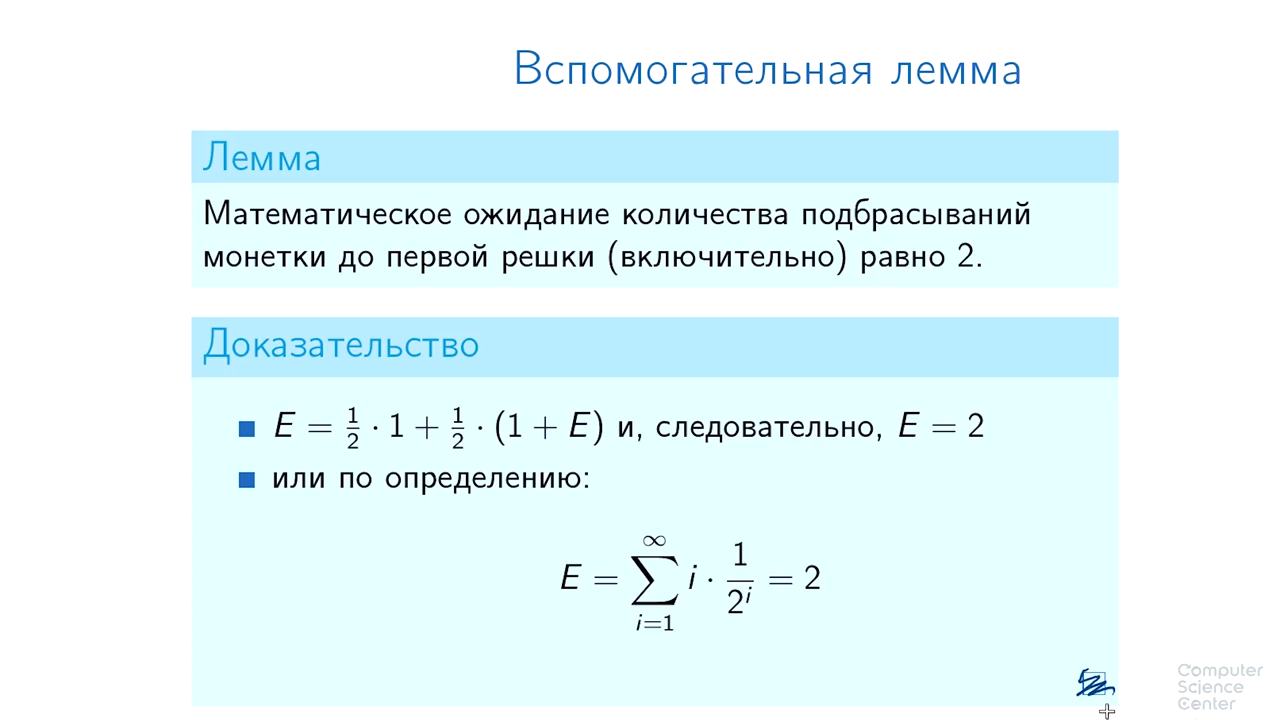 Вспомогательная лемма
Лемма
Математическое ожидание количества подбрасываний
монетки до первой решки (включительно) равно 2.
Доказательство
E = 1/2 · 1 + 1/2 · (1 + E) и, следовательно, E = 2
или по определению:
E = ∑_{i=1}^{∞} i · 1/2^i = 2
Computer
Science
Center